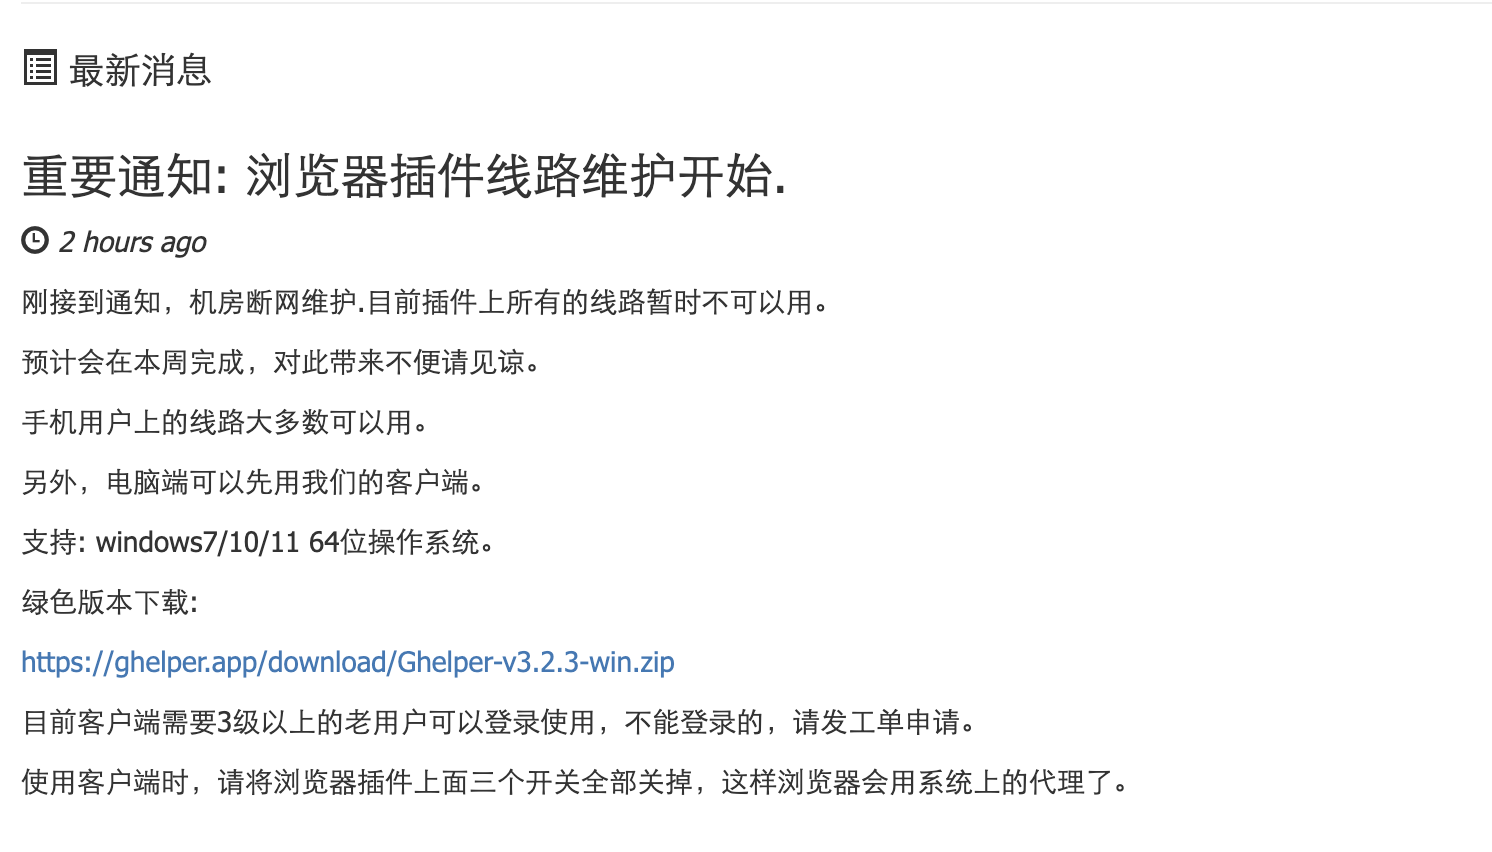 最新消息
重要通知: 浏览器插件线路维护开始.
2 hours ago
刚接到通知，机房断网维护.目前插件上所有的线路暂时不可以用。
预计会在本周完成，对此带来不便请见谅。
手机用户上的线路大多数可以用。
另外，电脑端可以先用我们的客户端。
支持: windows7/10/11 64位操作系统。
绿色版本下载:
https://ghelper.app/download/Ghelper-v3.2.3-win.zip
目前客户端需要3级以上的老用户可以登录使用，不能登录的，请发工单申请。
使用客户端时，请将浏览器插件上面三个开关全部关掉，这样浏览器会用系统上的代理了。